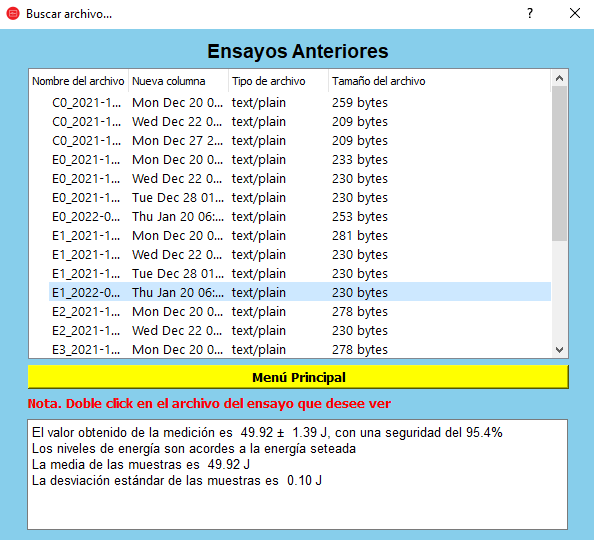 Buscar archivo...
Ensayos Anteriores
Nombre del archivo Nueva columna Tipo de archivo Tamaño del archivo
C0_2021-1... Mon Dec 20 0... text/plain 259 bytes
C0_2021-1... Wed Dec 22 0... text/plain 209 bytes
C0_2021-1... Mon Dec 27 2... text/plain 209 bytes
E0_2021-1... Mon Dec 20 0... text/plain 233 bytes
E0_2021-1... Wed Dec 22 0... text/plain 230 bytes
E0_2021-1... Tue Dec 28 01... text/plain 230 bytes
E0_2022-0... Thu Jan 20 06:... text/plain 253 bytes
E1_2021-1... Mon Dec 20 0... text/plain 281 bytes
E1_2021-1... Wed Dec 22 0... text/plain 230 bytes
E1_2021-1... Tue Dec 28 01... text/plain 230 bytes
E1_2022-0... Thu Jan 20 06:... text/plain 230 bytes
E2_2021-1... Mon Dec 20 0... text/plain 278 bytes
E2_2021-1... Wed Dec 22 0... text/plain 230 bytes
E3_2021-1... Mon Dec 20 0... text/plain 278 bytes
Menú Principal
Nota. Doble click en el archivo del ensayo que desee ver
El valor obtenido de la medición es 49.92 ± 1.39 J, con una seguridad del 95.4%
Los niveles de energía son acordes a la energía seteada
La media de las muestras es 49.92 J
La desviación estándar de las muestras es 0.10 J